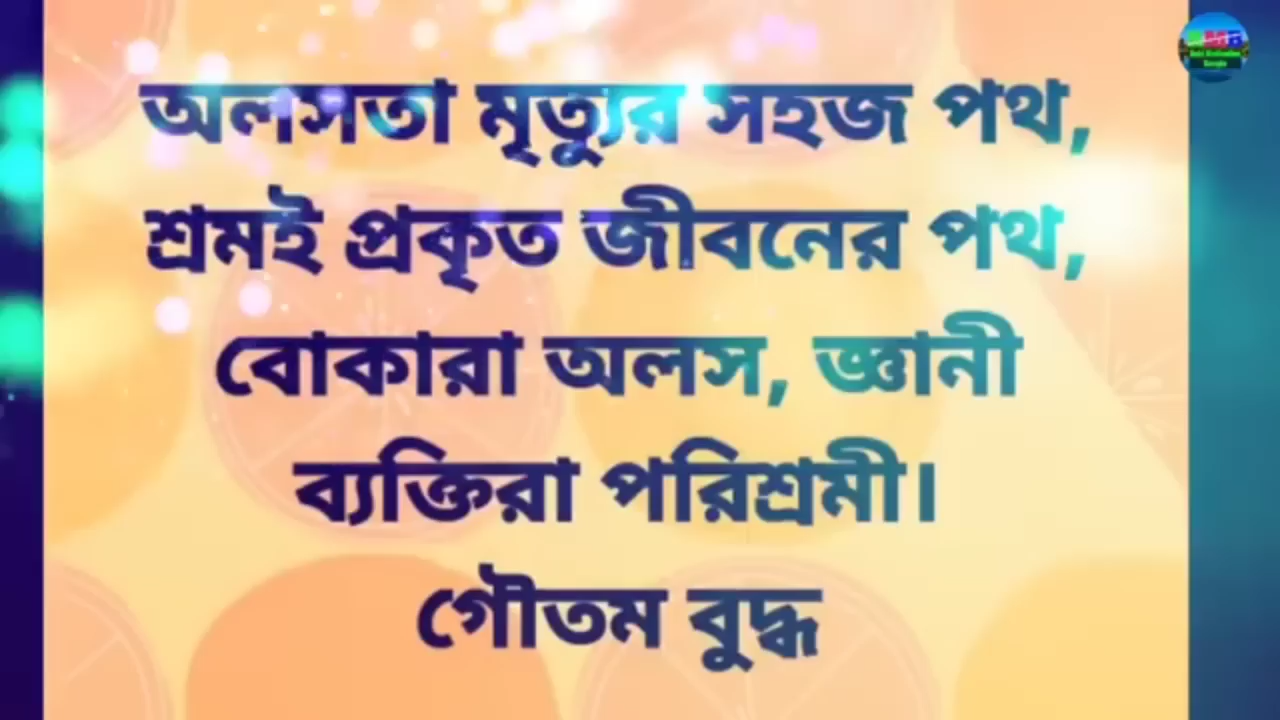 অলসতা মৃত্যুর সহজ পথ,
শ্রমই প্রকৃত জীবনের পথ,
বোকারা অলস, জ্ঞানী
ব্যক্তিরা পরিশ্রমী।
গৌতম বুদ্ধ